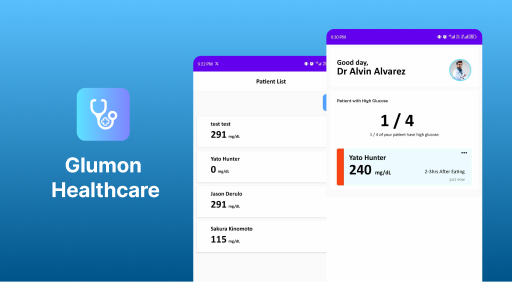 Glumon
Healthcare
9:22 PM
Patient List
test test
291 mg/dL
Yato Hunter
0 mg/dL
Jason Derulo
291 mg/dL
Sakura Kinomoto
115 mg/dL
9:30 PM
Good day,
Dr Alvin Alvarez
Patient with High Glucose
1 / 4
1 / 4 of your patient have high glucose
Yato Hunter
240 mg/dL
2-3hrs After Eating
just now